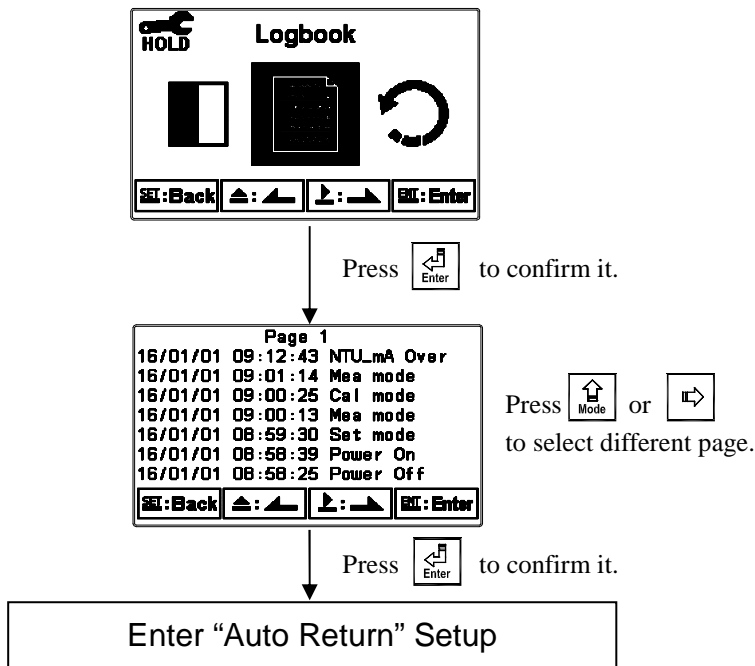 HOLD
Logbook
SET:Back
ENT:Enter
Press Enter to confirm it.
Page 1
16/01/01 09:12:43 NTU_mA Over
16/01/01 09:01:14 Mea mode
16/01/01 09:00:25 Cal mode
16/01/01 09:00:13 Mea mode
16/01/01 08:59:30 Set mode
16/01/01 08:58:39 Power On
16/01/01 08:58:25 Power Off
SET:Back
ENT:Enter
Press Mode or
to select different page.
Press Enter to confirm it.
Enter “Auto Return” Setup